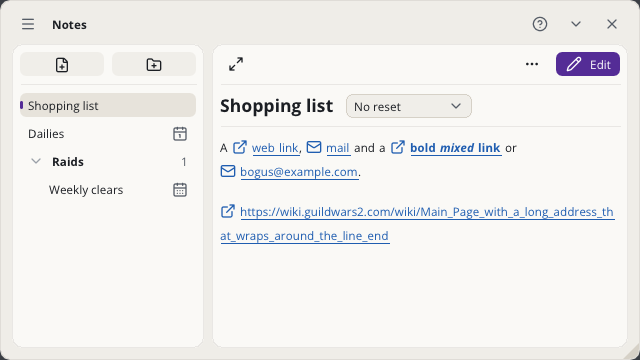 Notes
Edit
Shopping list
Dailies
Raids 1
Weekly clears
Shopping list No reset
A web link, mail and a bold mixed link or
bogus@example.com.
https://wiki.guildwars2.com/wiki/Main_Page_with_a_long_address_th
at_wraps_around_the_line_end